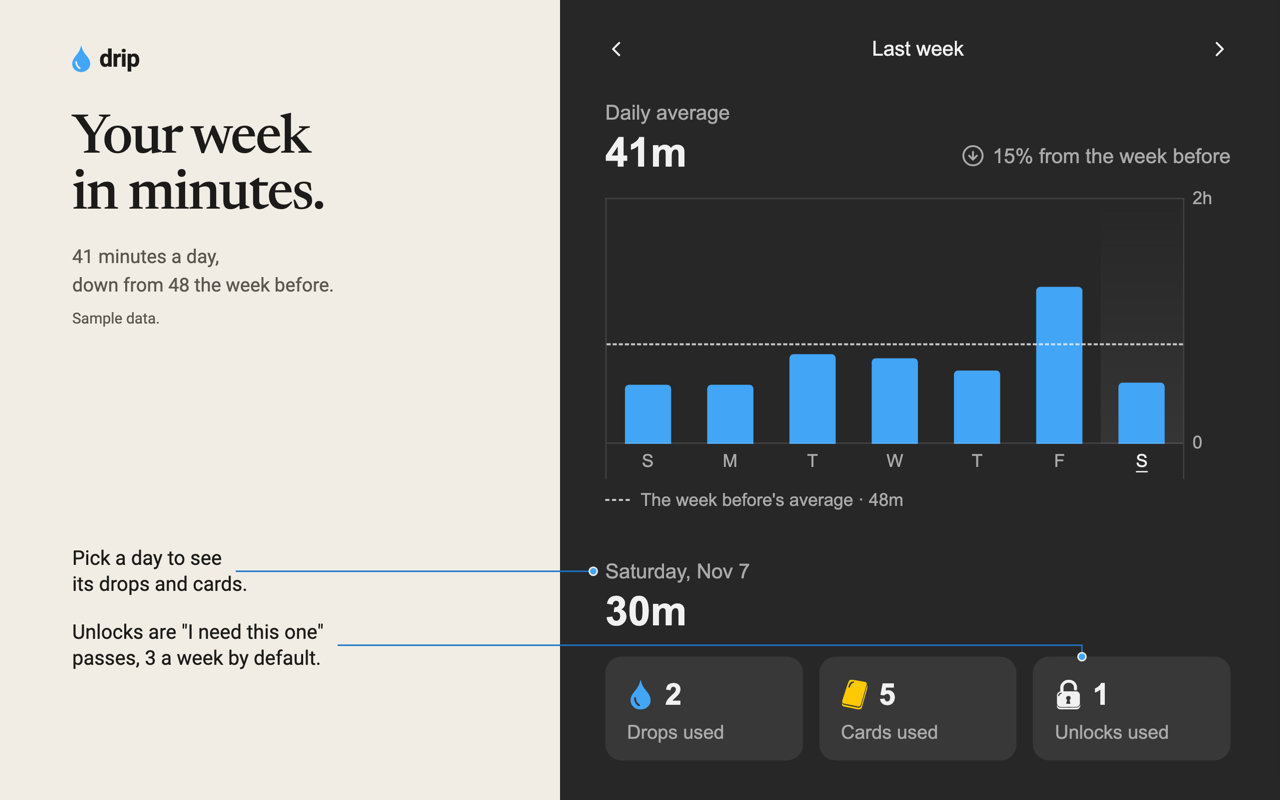 drip
Your week
in minutes.
41 minutes a day,
down from 48 the week before.
Sample data.
Pick a day to see
its drops and cards.
Unlocks are "I need this one"
passes, 3 a week by default.
Last week
Daily average
41m
15% from the week before
2h
0
S M T W T F S
The week before's average · 48m
Saturday, Nov 7
30m
2
Drops used
5
Cards used
1
Unlocks used